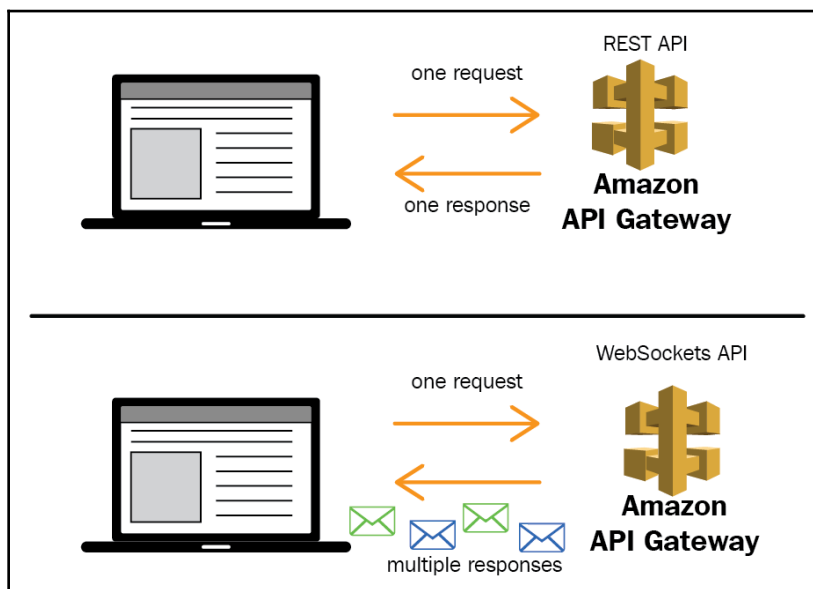 REST API
one request
one response
Amazon
API Gateway
WebSockets API
one request
Amazon
API Gateway
multiple responses